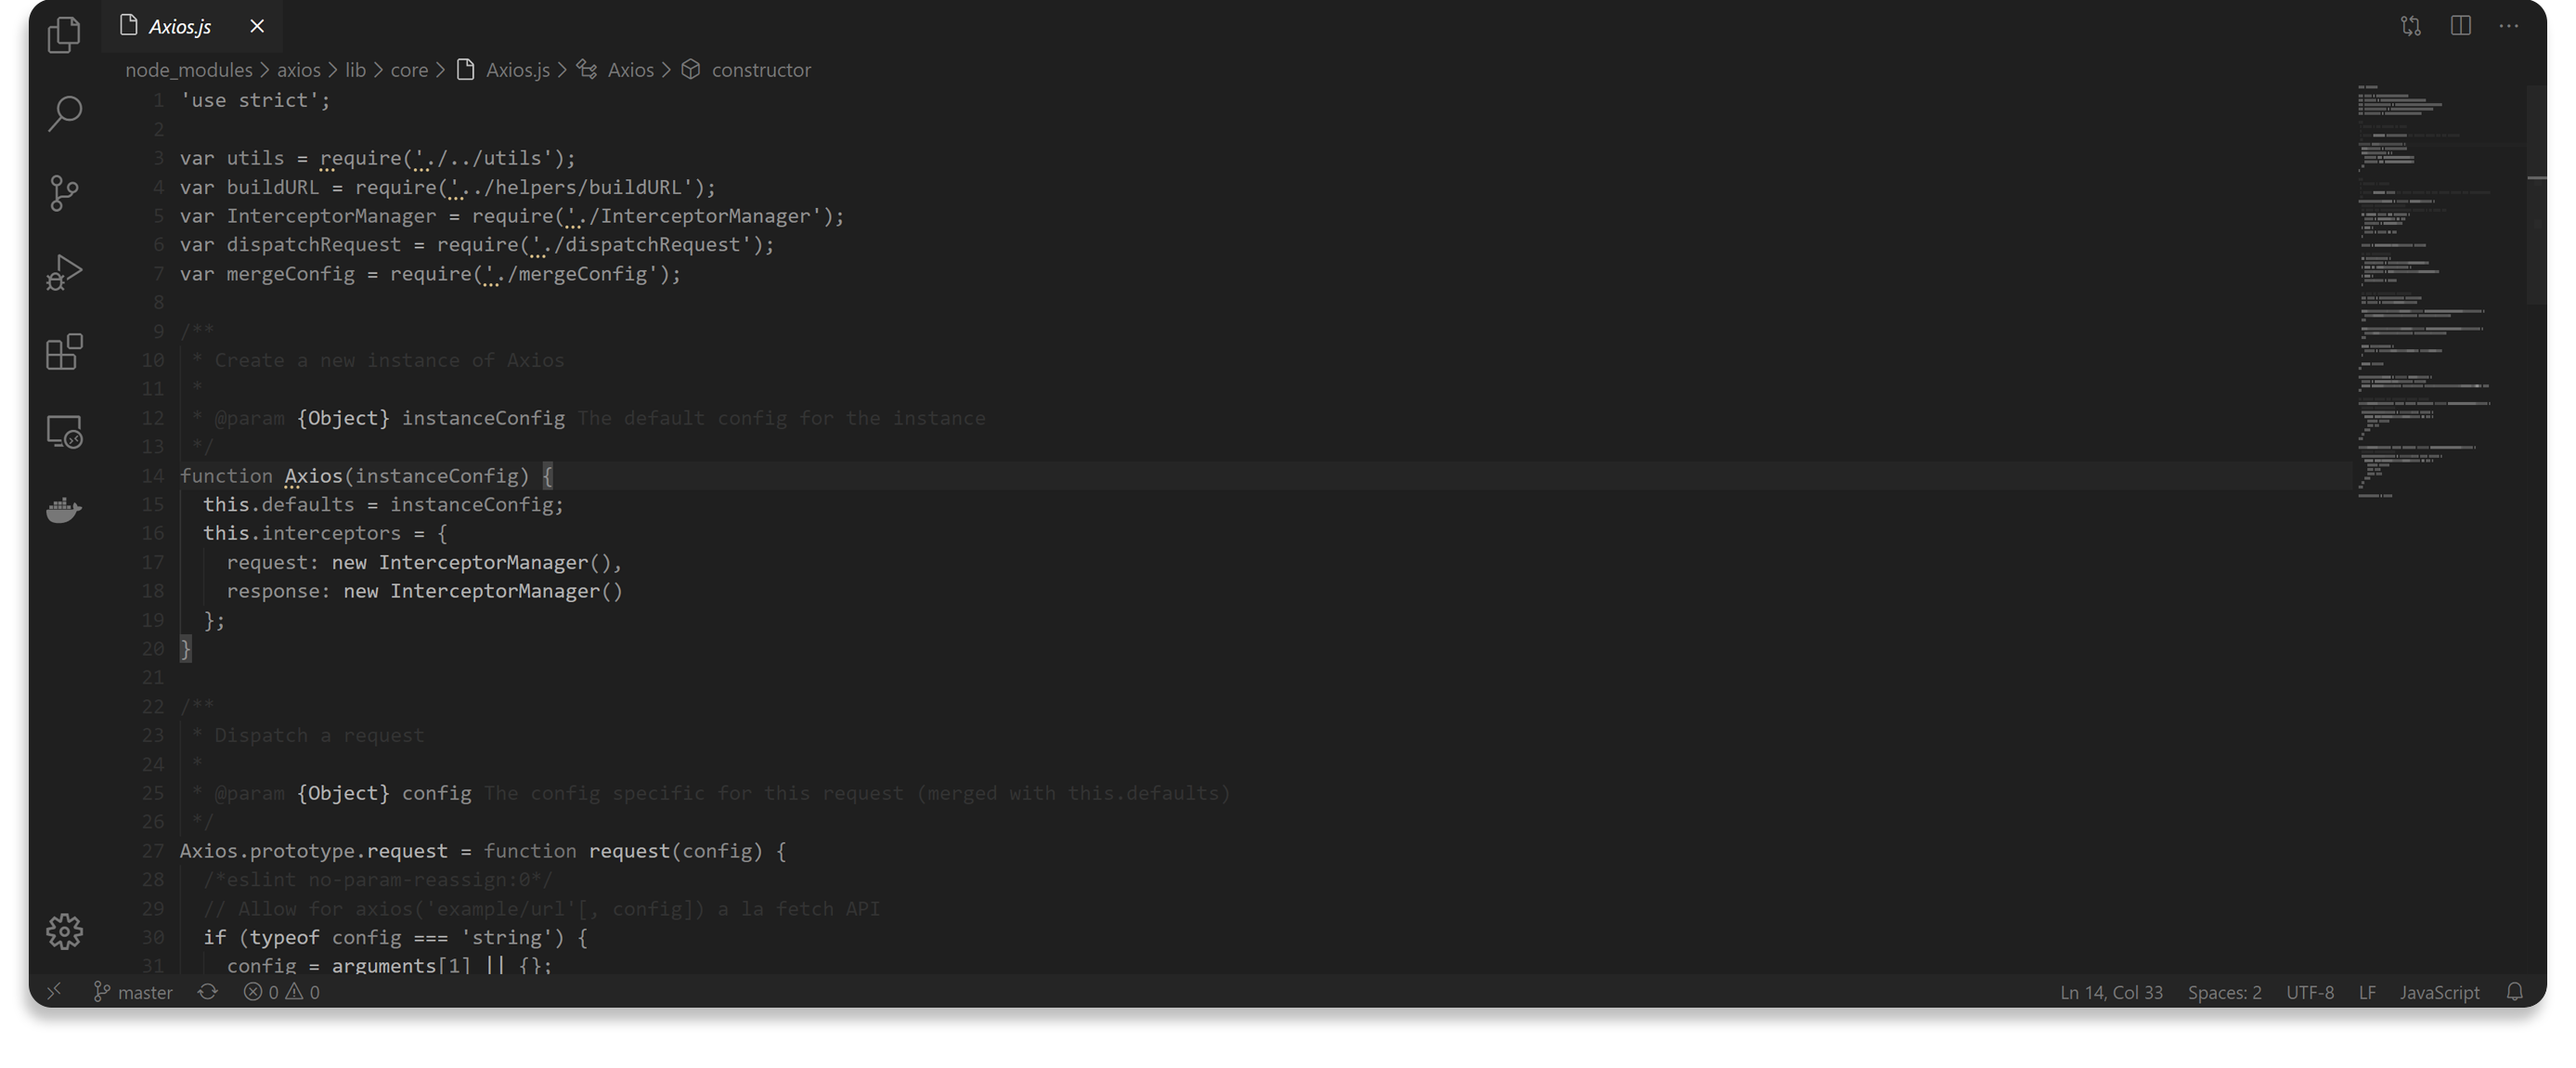 Axios.js
node_modules > axios > lib > core > Axios.js > Axios > constructor
1 'use strict';
2
3 var utils = require('./../utils');
4 var buildURL = require('../helpers/buildURL');
5 var InterceptorManager = require('./InterceptorManager');
6 var dispatchRequest = require('./dispatchRequest');
7 var mergeConfig = require('./mergeConfig');
8
9 /**
10 * Create a new instance of Axios
11 *
12 * @param {Object} instanceConfig The default config for the instance
13 */
14 function Axios(instanceConfig) {
15 this.defaults = instanceConfig;
16 this.interceptors = {
17 request: new InterceptorManager(),
18 response: new InterceptorManager()
19 };
20 }
21
22 /**
23 * Dispatch a request
24 *
25 * @param {Object} config The config specific for this request (merged with this.defaults)
26 */
27 Axios.prototype.request = function request(config) {
28 /*eslint no-param-reassign:0*/
29 // Allow for axios('example/url'[, config]) a la fetch API
30 if (typeof config === 'string') {
31 config = arguments[1] || {};
master 0 0 Ln 14, Col 33 Spaces: 2 UTF-8 LF JavaScript